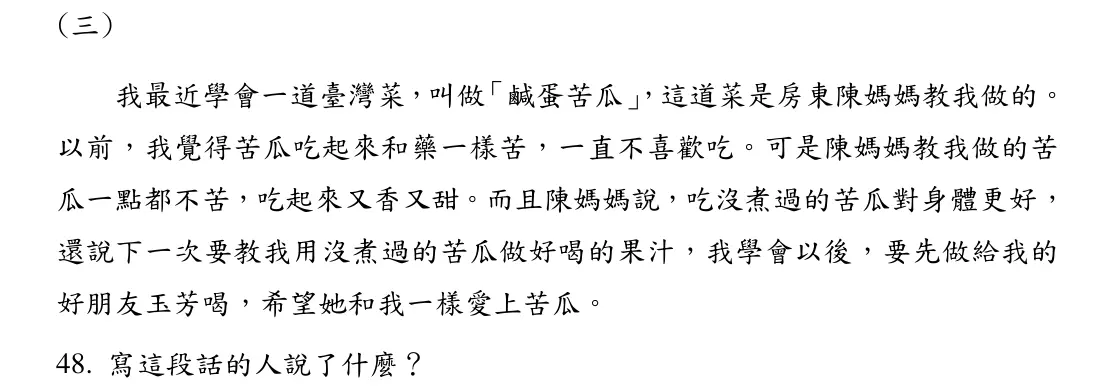 （三）
我最近學會一道臺灣菜，叫做「鹹蛋苦瓜」，這道菜是房東陳媽媽教我做的。
以前，我覺得苦瓜吃起來和藥一樣苦，一直不喜歡吃。可是陳媽媽教我做的苦
瓜一點都不苦，吃起來又香又甜。而且陳媽媽說，吃沒煮過的苦瓜對身體更好，
還說下一次要教我用沒煮過的苦瓜做好喝的果汁，我學會以後，要先做給我的
好朋友玉芳喝，希望她和我一樣愛上苦瓜。
48. 寫這段話的人說了什麼？